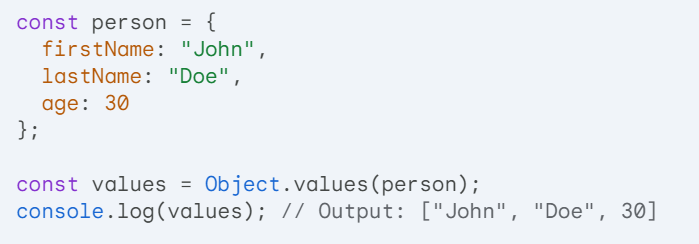 const person = {
  firstName: "John",
  lastName: "Doe",
  age: 30
};

const values = Object.values(person);
console.log(values); // Output: ["John", "Doe", 30]